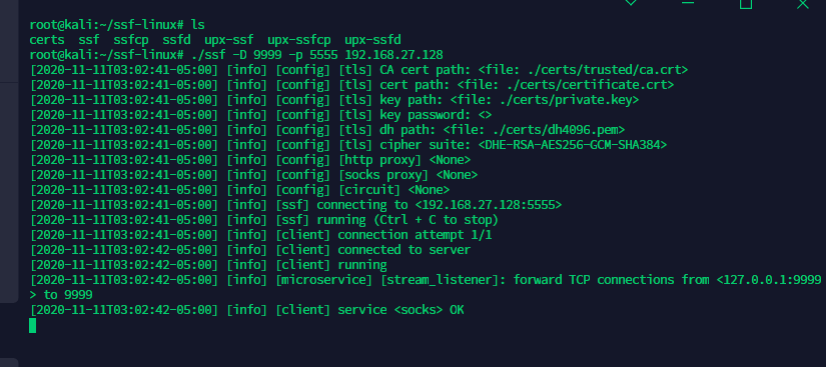 root@kali:~/ssf-linux# ls
certs  ssf  ssfcp  ssfd  upx-ssf  upx-ssfcp  upx-ssfd
root@kali:~/ssf-linux# ./ssf -D 9999 -p 5555 192.168.27.128
[2020-11-11T03:02:41-05:00] [info] [config] [tls] CA cert path: <file: ./certs/trusted/ca.crt>
[2020-11-11T03:02:41-05:00] [info] [config] [tls] cert path: <file: ./certs/certificate.crt>
[2020-11-11T03:02:41-05:00] [info] [config] [tls] key path: <file: ./certs/private.key>
[2020-11-11T03:02:41-05:00] [info] [config] [tls] key password: <>
[2020-11-11T03:02:41-05:00] [info] [config] [tls] dh path: <file: ./certs/dh4096.pem>
[2020-11-11T03:02:41-05:00] [info] [config] [tls] cipher suite: <DHE-RSA-AES256-GCM-SHA384>
[2020-11-11T03:02:41-05:00] [info] [config] [http proxy] <None>
[2020-11-11T03:02:41-05:00] [info] [config] [socks proxy] <None>
[2020-11-11T03:02:41-05:00] [info] [config] [circuit] <None>
[2020-11-11T03:02:41-05:00] [info] [ssf] connecting to <192.168.27.128:5555>
[2020-11-11T03:02:41-05:00] [info] [ssf] running (Ctrl + C to stop)
[2020-11-11T03:02:41-05:00] [info] [client] connection attempt 1/1
[2020-11-11T03:02:42-05:00] [info] [client] connected to server
[2020-11-11T03:02:42-05:00] [info] [client] running
[2020-11-11T03:02:42-05:00] [info] [microservice] [stream_listener]: forward TCP connections from <127.0.0.1:9999
> to 9999
[2020-11-11T03:02:42-05:00] [info] [client] service <socks> OK